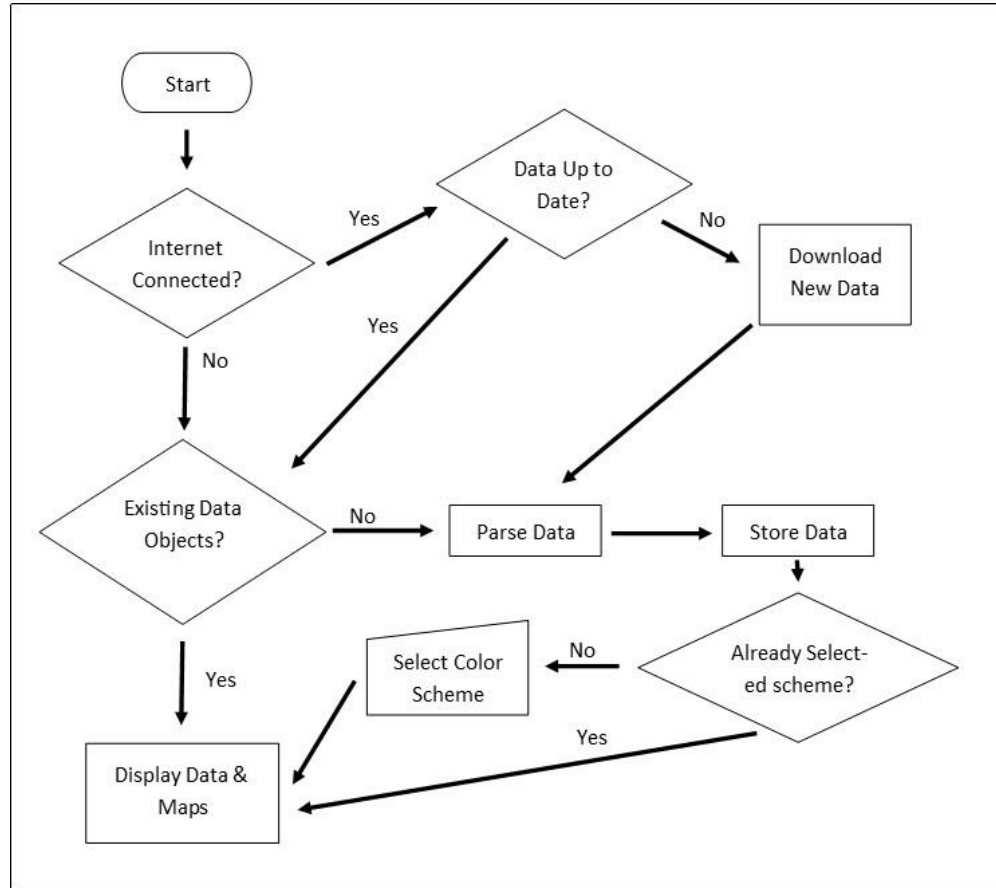 Start
Data Up to
Date?
Yes
No
Internet
Connected?
Download
New Data
Yes
No
Existing Data
Objects?
No
Parse Data
Store Data
No
Select Color
Scheme
Already Select-
ed scheme?
Yes
Yes
Display Data &
Maps